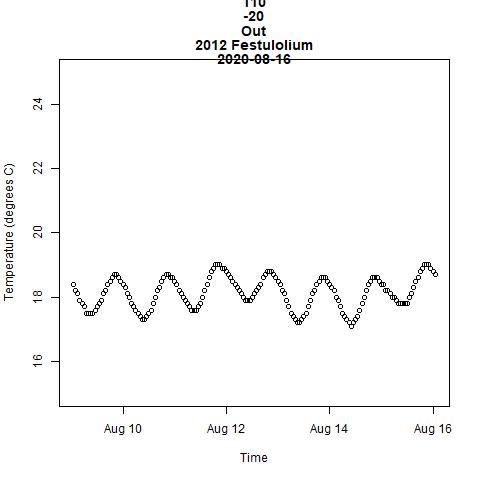 110
-20
Out
2012 Festulolium
2020-08-16
24
22
20
18
16
Temperature (degrees C)
Aug 10
Aug 12
Aug 14
Aug 16
Time